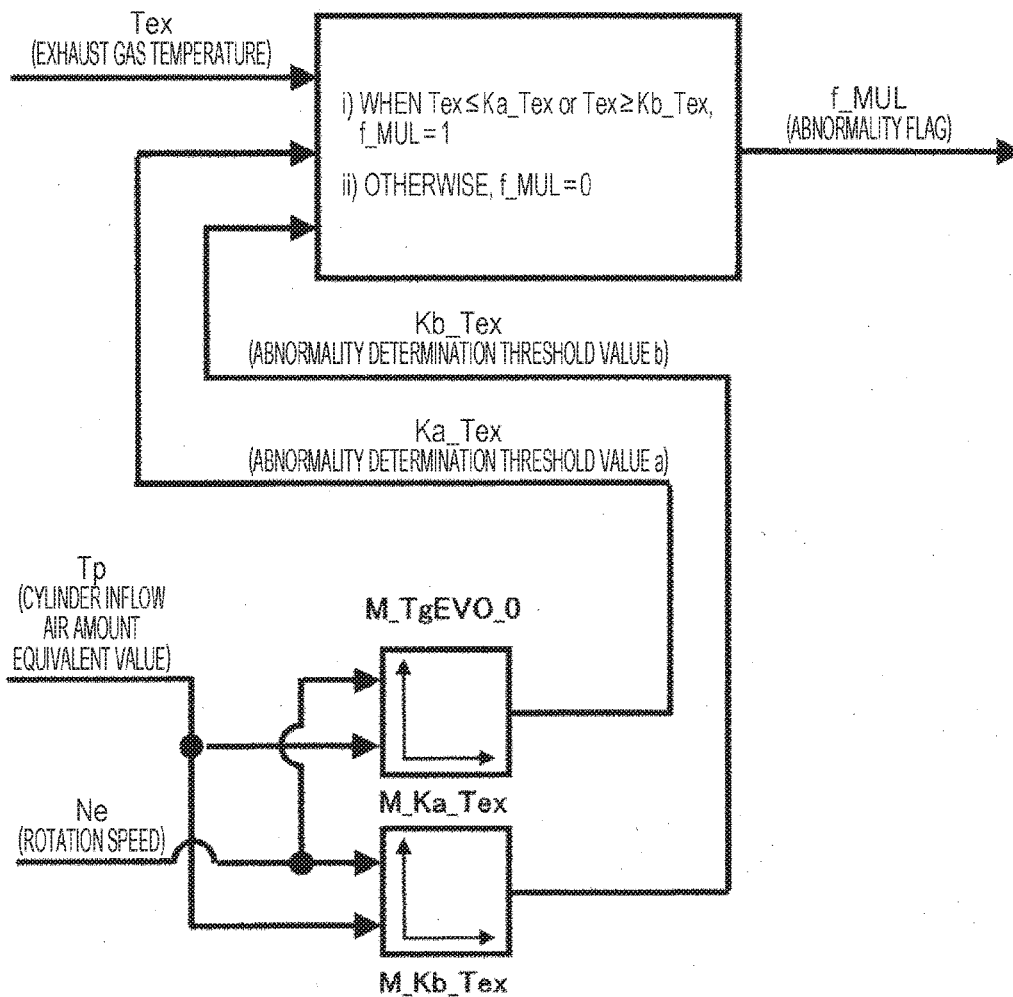 Tex
(EXHAUST GAS TEMPERATURE)
i) WHEN Tex≤Ka_Tex or Tex≥Kb_Tex,
f_MUL=1
ii) OTHERWISE, f_MUL=0
f_MUL
(ABNORMALITY FLAG)
Kb_Tex
(ABNORMALITY DETERMINATION THRESHOLD VALUE b)
Ka_Tex
(ABNORMALITY DETERMINATION THRESHOLD VALUE a)
Tp
(CYLINDER INFLOW
AIR AMOUNT
EQUIVALENT VALUE)
M_TgEVO_0
Ne
(ROTATION SPEED)
M_Ka_Tex
M_Kb_Tex